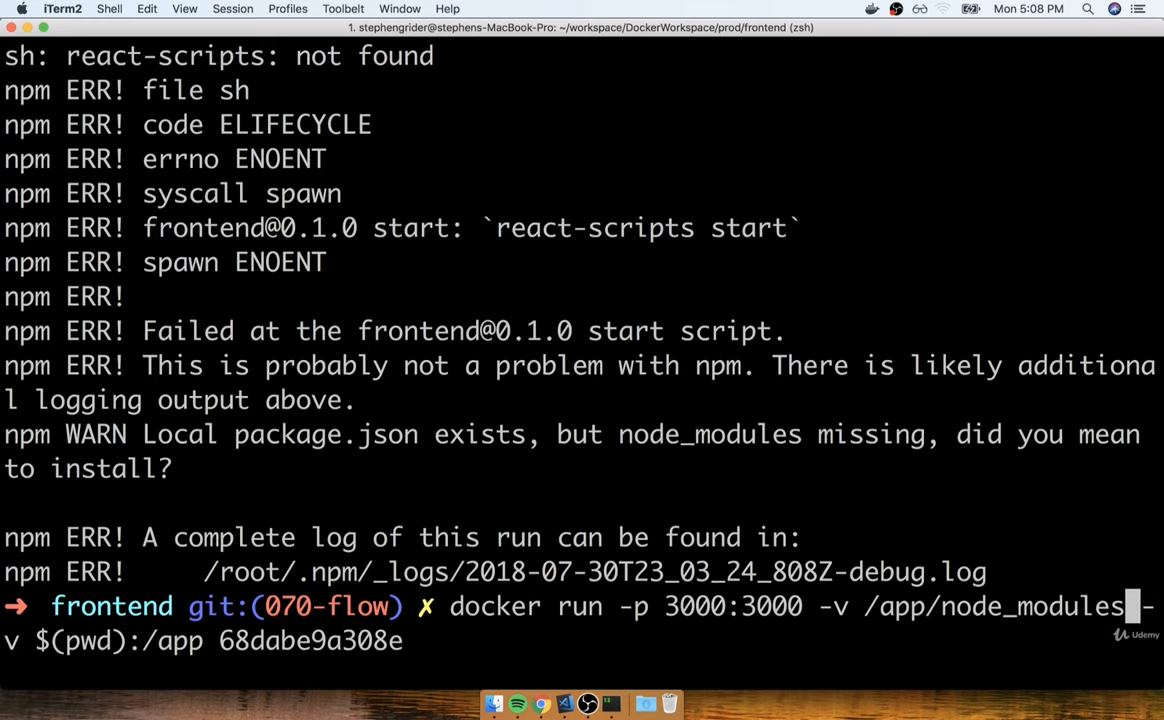 iTerm2 Shell Edit View Session Profiles Toolbelt Window Help Mon 5:08 PM
1. stephengrider@stephens-MacBook-Pro: ~/workspace/DockerWorkspace/prod/frontend (zsh)
sh: react-scripts: not found
npm ERR! file sh
npm ERR! code ELIFECYCLE
npm ERR! errno ENOENT
npm ERR! syscall spawn
npm ERR! frontend@0.1.0 start: `react-scripts start`
npm ERR! spawn ENOENT
npm ERR!
npm ERR! Failed at the frontend@0.1.0 start script.
npm ERR! This is probably not a problem with npm. There is likely additiona
l logging output above.
npm WARN Local package.json exists, but node_modules missing, did you mean
to install?
npm ERR! A complete log of this run can be found in:
npm ERR!     /root/.npm/_logs/2018-07-30T23_03_24_808Z-debug.log
➜ frontend git:(070-flow) ✗ docker run -p 3000:3000 -v /app/node_modules -
v $(pwd):/app 68dabe9a308e
Udemy